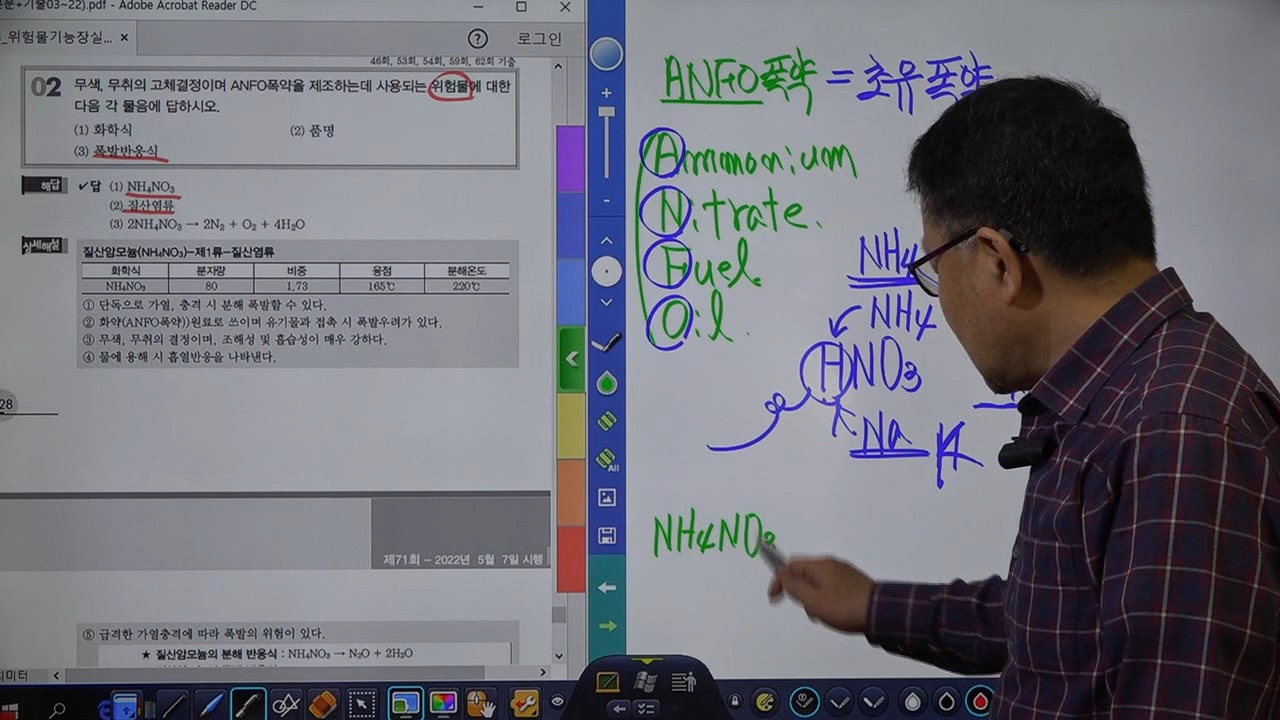 문+기출03~22).pdf - Adobe Acrobat Reader DC
_위험물기능장실... ×
로그인
46회, 53회, 54회, 59회, 62회 기출
02 무색, 무취의 고체결정이며 ANFO폭약을 제조하는데 사용되는 위험물에 대한
다음 각 물음에 답하시오.
(1) 화학식 (2) 품명
(3) 폭발반응식
해답 ✔답 (1) NH₄NO₃
(2) 질산염류
(3) 2NH₄NO₃ → 2N₂ + O₂ + 4H₂O
상세해설
질산암모늄(NH₄NO₃)-제1류-질산염류
화학식 분자량 비중 융점 분해온도
NH₄NO₃ 80 1.73 165℃ 220℃
① 단독으로 가열, 충격 시 분해 폭발할 수 있다.
② 화약(ANFO폭약))원료로 쓰이며 유기물과 접촉 시 폭발우려가 있다.
③ 무색, 무취의 결정이며, 조해성 및 흡습성이 매우 강하다.
④ 물에 용해 시 흡열반응을 나타낸다.
28
제71회 - 2022년 5월 7일 시행
⑤ 급격한 가열충격에 따라 폭발의 위험이 있다.
★ 질산암모늄의 분해 반응식 : NH₄NO₃ → N₂O + 2H₂O
All
ANFO폭약 = 초유폭약
Ammonium
Nitrate.
Fuel.
Oil.
NH4
NH4
HNO3
Na K
NH4NO3